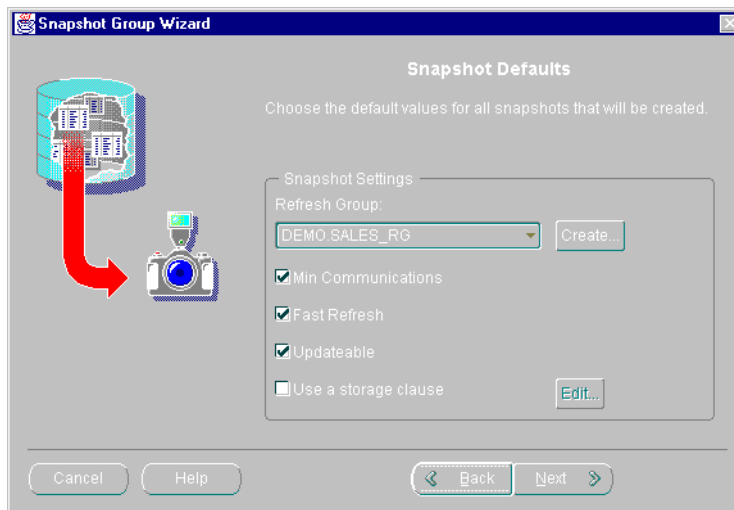 Snapshot Group Wizard
Snapshot Defaults
Choose the default values for all snapshots that will be created.
Snapshot Settings
Refresh Group:
DEMO.SALES_RG
Create...
Min Communications
Fast Refresh
Updateable
Use a storage clause
Edit...
Cancel
Help
Back
Next